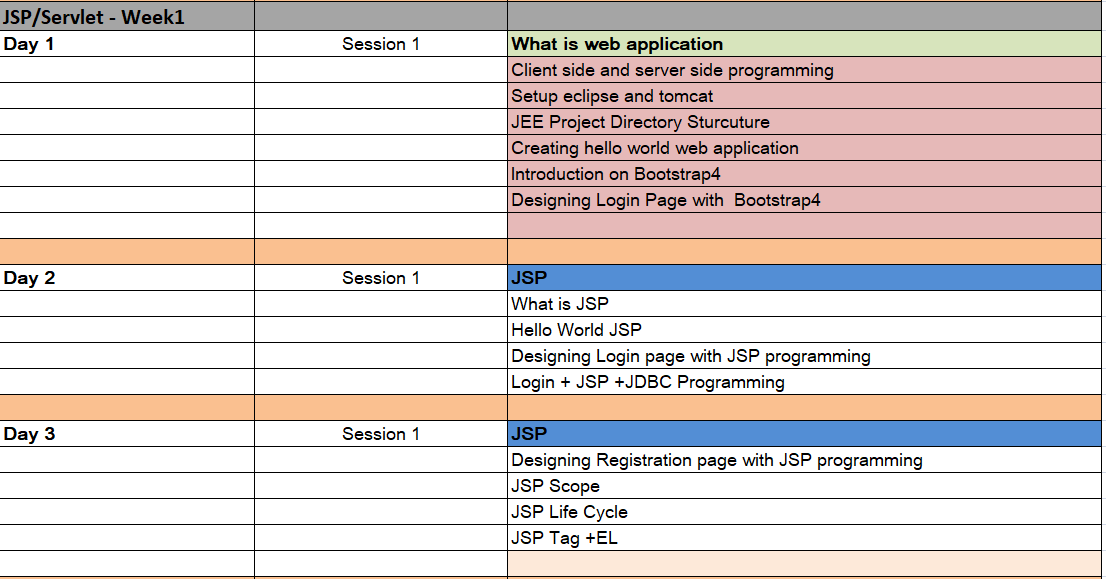 JSP/Servlet - Week1
Day 1 Session 1 What is web application
Client side and server side programming
Setup eclipse and tomcat
JEE Project Directory Sturcuture
Creating hello world web application
Introduction on Bootstrap4
Designing Login Page with  Bootstrap4
Day 2 Session 1 JSP
What is JSP
Hello World JSP
Designing Login page with JSP programming
Login + JSP +JDBC Programming
Day 3 Session 1 JSP
Designing Registration page with JSP programming
JSP Scope
JSP Life Cycle
JSP Tag +EL